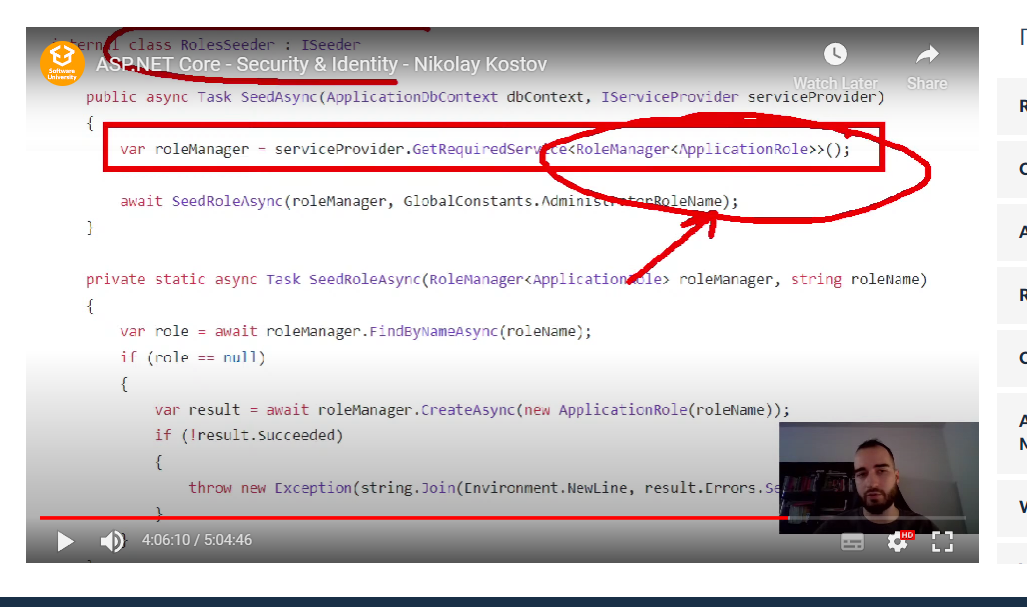 internal class RolesSeeder : ISeeder
Software
University
ASP.NET Core - Security & Identity - Nikolay Kostov
Watch Later
Share
public async Task SeedAsync(ApplicationDbContext dbContext, IServiceProvider serviceProvider)
{
var roleManager = serviceProvider.GetRequiredService<RoleManager<ApplicationRole>>();
await SeedRoleAsync(roleManager, GlobalConstants.AdministratorRoleName);
}
private static async Task SeedRoleAsync(RoleManager<ApplicationRole> roleManager, string roleName)
{
var role = await roleManager.FindByNameAsync(roleName);
if (role == null)
{
var result = await roleManager.CreateAsync(new ApplicationRole(roleName));
if (!result.Succeeded)
{
throw new Exception(string.Join(Environment.NewLine, result.Errors.Se
}
4:06:10 / 5:04:46
HD
}